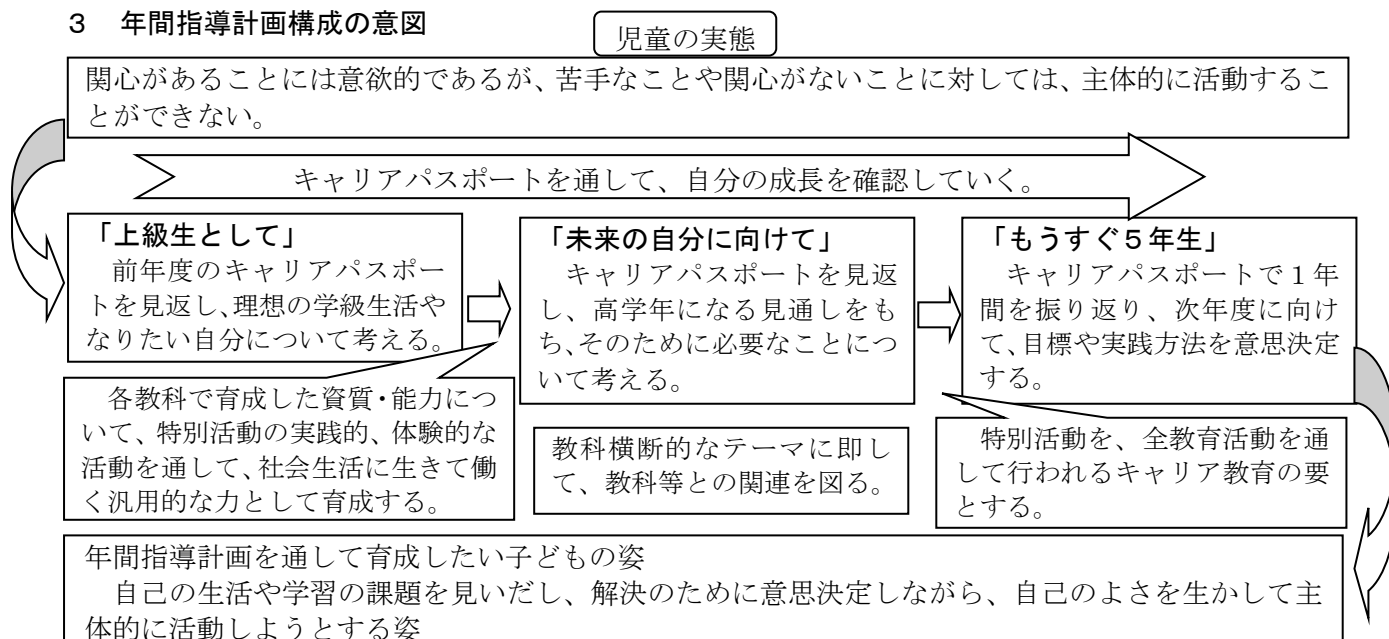 ３　年間指導計画構成の意図
児童の実態
関心があることには意欲的であるが、苦手なことや関心がないことに対しては、主体的に活動するこ
とができない。
キャリアパスポートを通して、自分の成長を確認していく。
「上級生として」
前年度のキャリアパスポー
トを見返し、理想の学級生活や
なりたい自分について考える。
「未来の自分に向けて」
キャリアパスポートを見返
し、高学年になる見通しをも
ち、そのために必要なことにつ
いて考える。
「もうすぐ５年生」
キャリアパスポートで１年
間を振り返り、次年度に向け
て、目標や実践方法を意思決定
する。
各教科で育成した資質・能力につ
いて、特別活動の実践的、体験的な
活動を通して、社会生活に生きて働
く汎用的な力として育成する。
教科横断的なテーマに即し
て、教科等との関連を図る。
特別活動を、全教育活動を通
して行われるキャリア教育の要
とする。
年間指導計画を通して育成したい子どもの姿
自己の生活や学習の課題を見いだし、解決のために意思決定しながら、自己のよさを生かして主
体的に活動しようとする姿